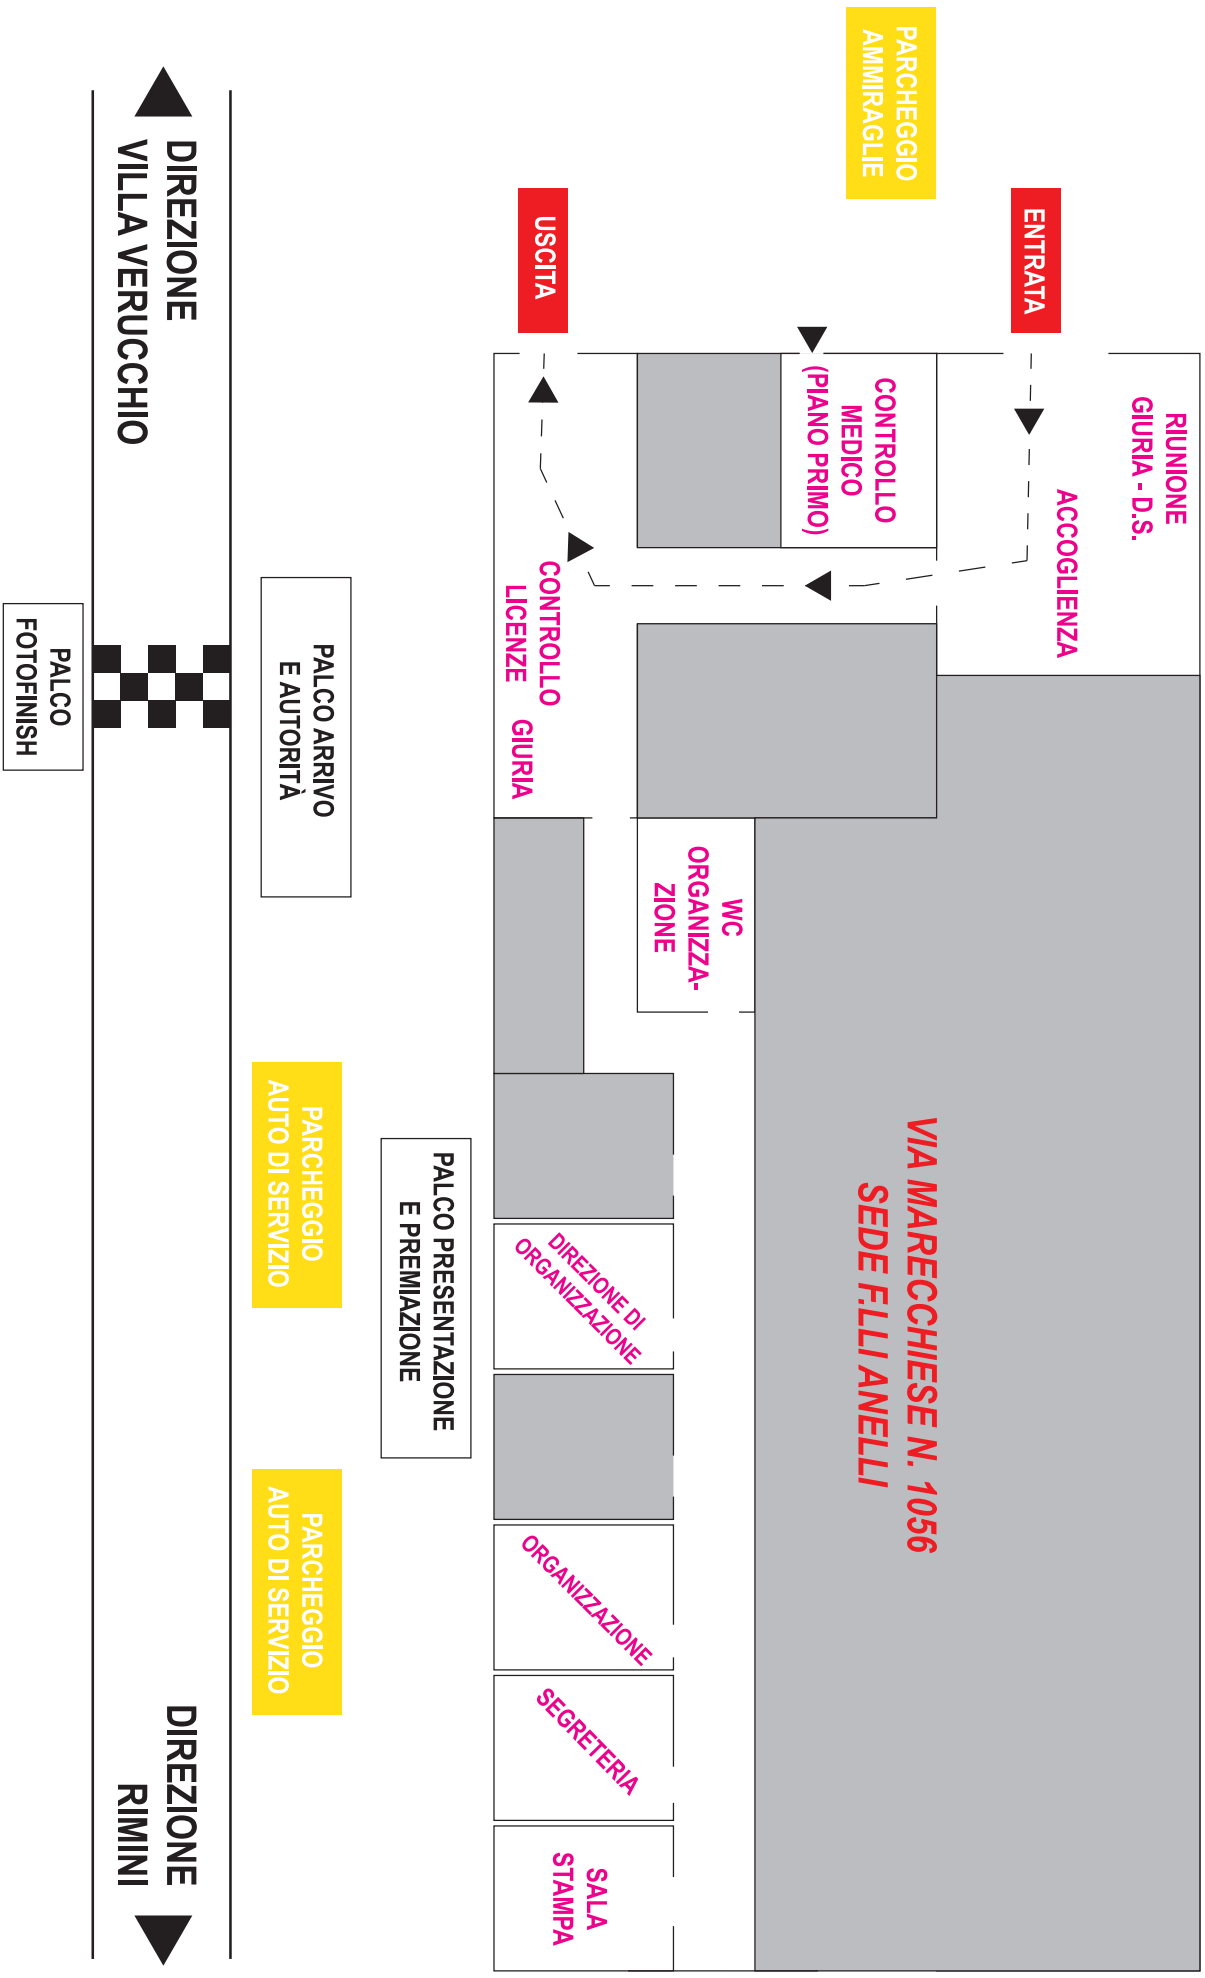 PARCHEGGIO
AMMIRAGLIE
ENTRATA
USCITA
RIUNIONE
GIURIA - D.S.
ACCOGLIENZA
CONTROLLO
MEDICO
(PIANO PRIMO)
CONTROLLO
LICENZE
GIURIA
WC
ORGANIZZA-
ZIONE
VIA MARECCHIESE N. 1056
SEDE F.LLI ANELLI
DIREZIONE DI
ORGANIZZAZIONE
ORGANIZZAZIONE
SEGRETERIA
SALA
STAMPA
PALCO PRESENTAZIONE
E PREMIAZIONE
PALCO ARRIVO
E AUTORITÀ
PARCHEGGIO
AUTO DI SERVIZIO
PARCHEGGIO
AUTO DI SERVIZIO
DIREZIONE
VILLA VERUCCHIO
DIREZIONE
RIMINI
PALCO
FOTOFINISH